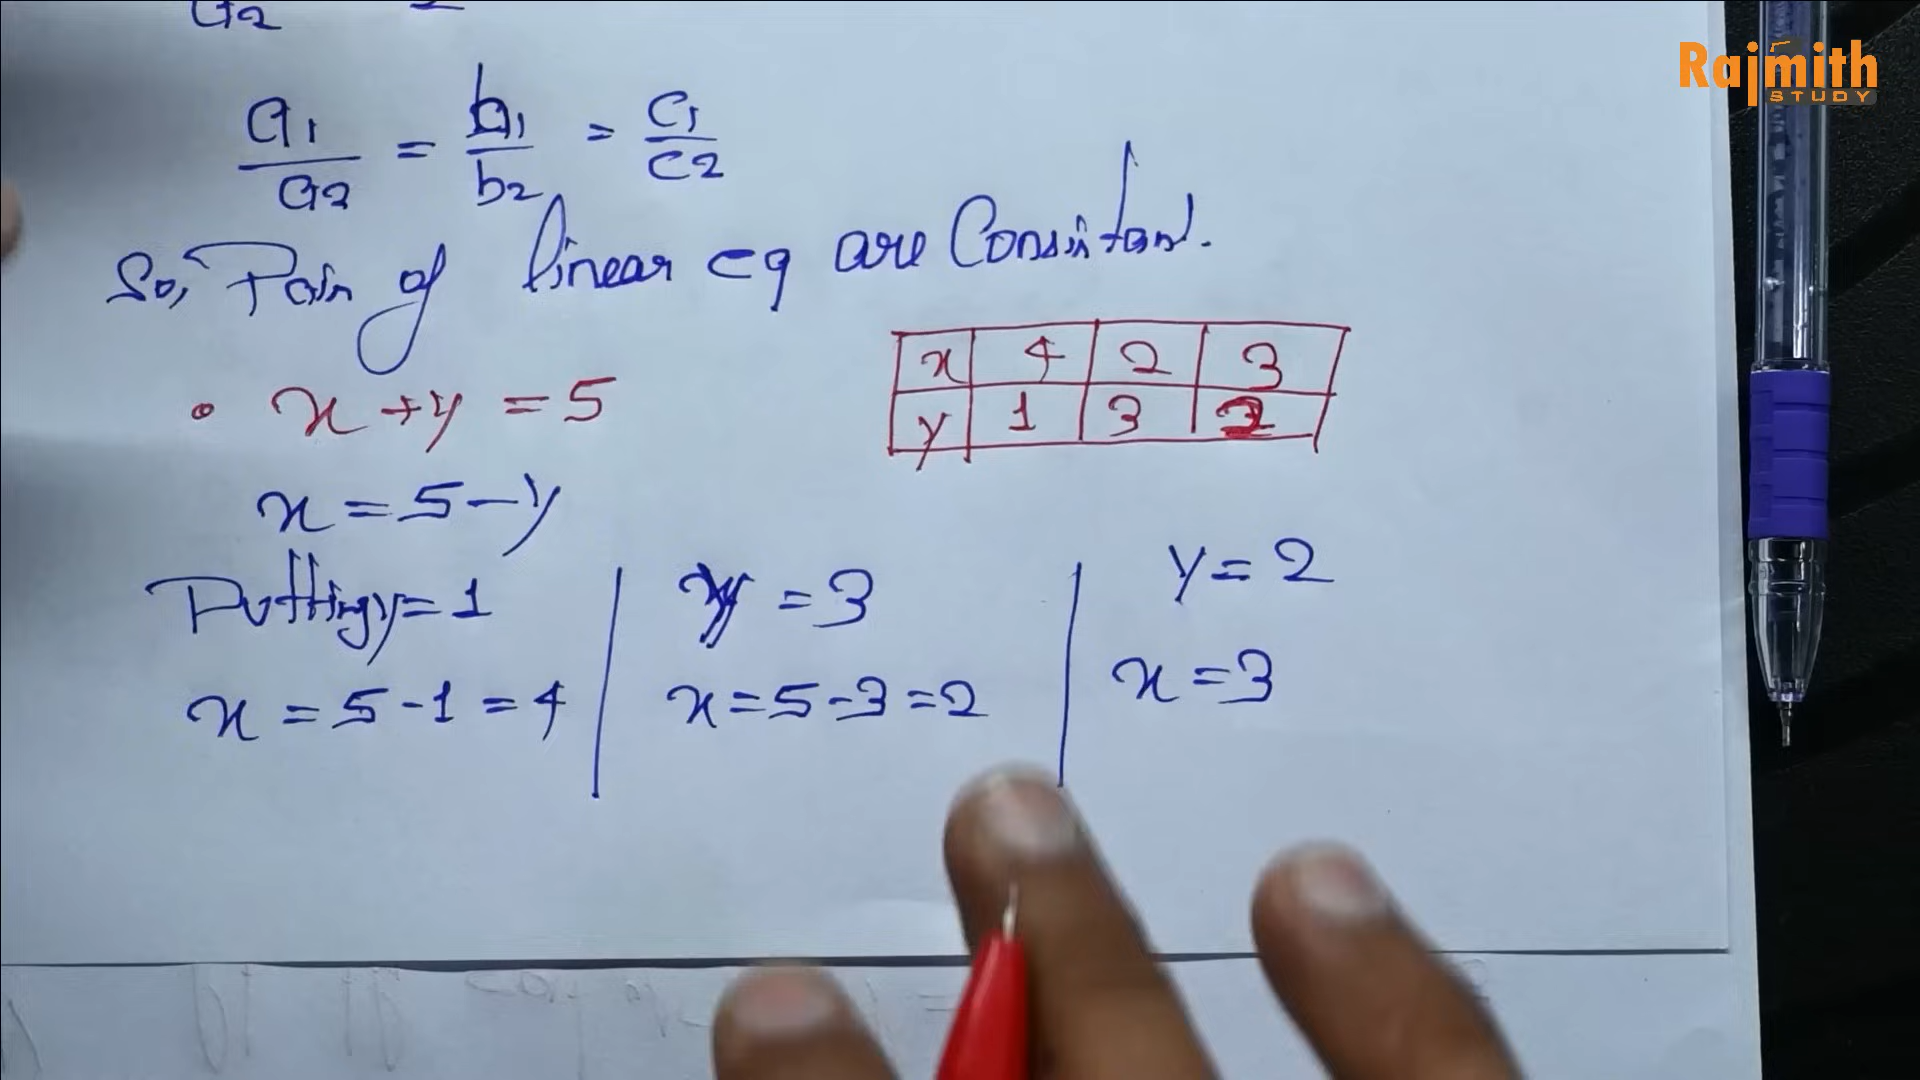 Rajmith
STUDY
a1/a2 = b1/b2 = c1/c2
So, Pair of linear eq are Consistant.
• x + y = 5
x 4 2 3
y 1 3 2
x = 5 - y
Putting y = 1
x = 5 - 1 = 4
y = 3
x = 5 - 3 = 2
y = 2
x = 3